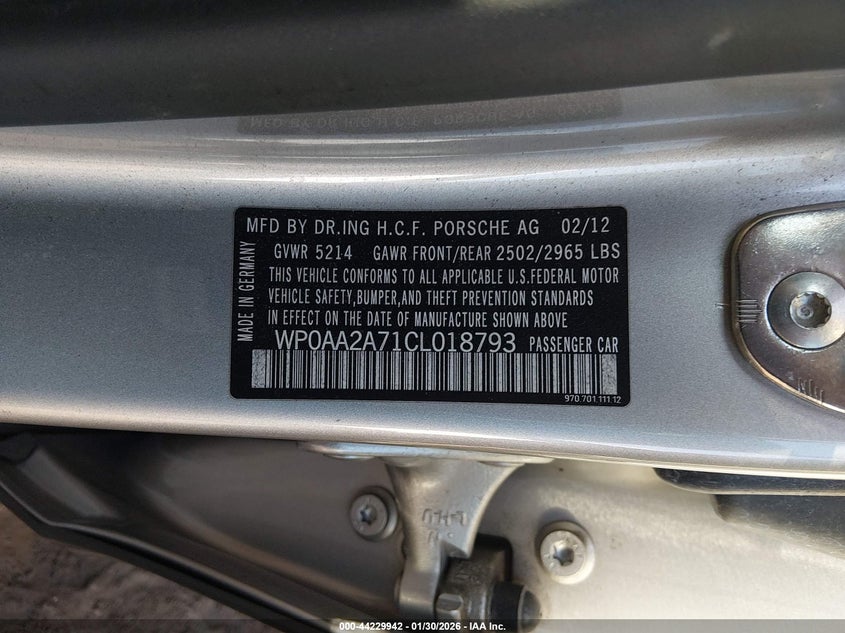 MFD BY DR.ING H.C.F. PORSCHE AG 02/12
GVWR 5214 GAWR FRONT/REAR 2502/2965 LBS
THIS VEHICLE CONFORMS TO ALL APPLICABLE U.S.FEDERAL MOTOR
VEHICLE SAFETY,BUMPER,AND THEFT PREVENTION STANDARDS
IN EFFECT ON THE DATE OF MANUFACTURE SHOWN ABOVE
WP0AA2A71CL018793 PASSENGER CAR
MADE IN GERMANY
970.701.111.12
000-44229942 - 01/30/2026 - IAA Inc.